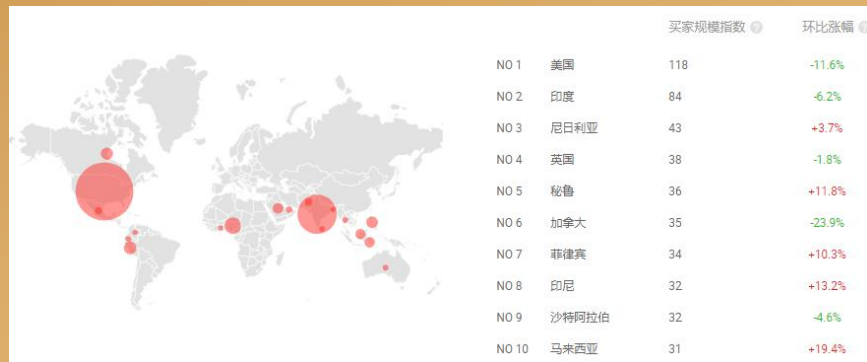 买家规模指数 环比涨幅
NO 1 美国 118 -11.6%
NO 2 印度 84 -6.2%
NO 3 尼日利亚 43 +3.7%
NO 4 英国 38 -1.8%
NO 5 秘鲁 36 +11.8%
NO 6 加拿大 35 -23.9%
NO 7 菲律宾 34 +10.3%
NO 8 印尼 32 +13.2%
NO 9 沙特阿拉伯 32 -4.6%
NO 10 马来西亚 31 +19.4%